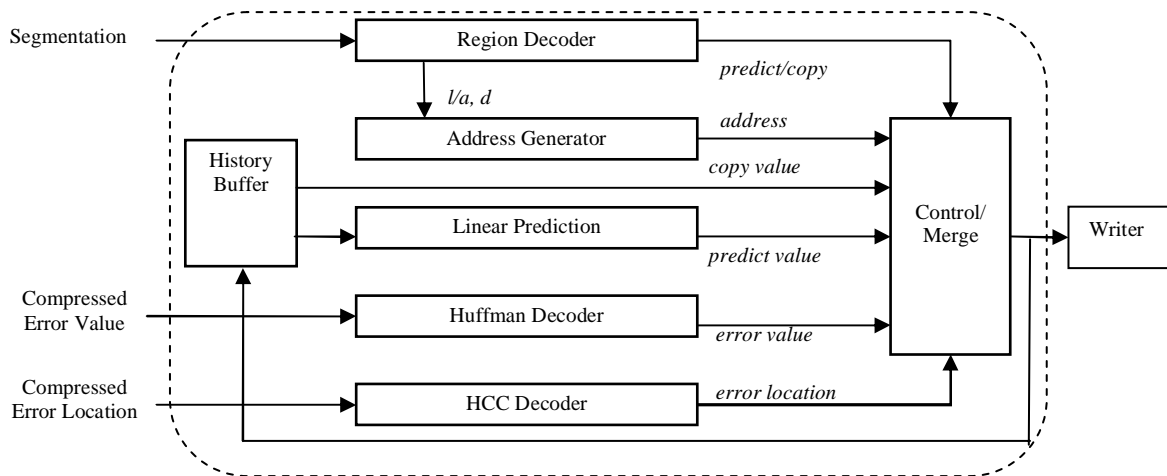 Segmentation
Region Decoder
predict/copy
l/a, d
Address Generator
address
History
Buffer
copy value
Linear Prediction
predict value
Control/
Merge
Writer
Compressed
Error Value
Huffman Decoder
error value
Compressed
Error Location
HCC Decoder
error location